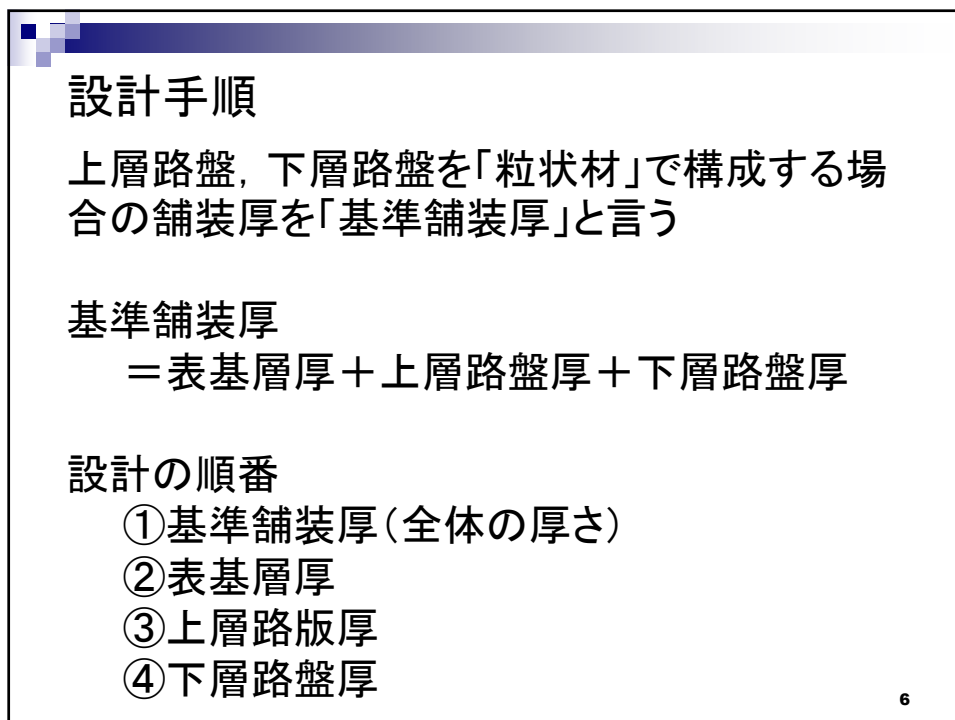 設計手順
上層路盤，下層路盤を｢粒状材｣で構成する場
合の舗装厚を｢基準舗装厚｣と言う
基準舗装厚
＝表基層厚＋上層路盤厚＋下層路盤厚
設計の順番
①基準舗装厚（全体の厚さ）
②表基層厚
③上層路版厚
④下層路盤厚
6